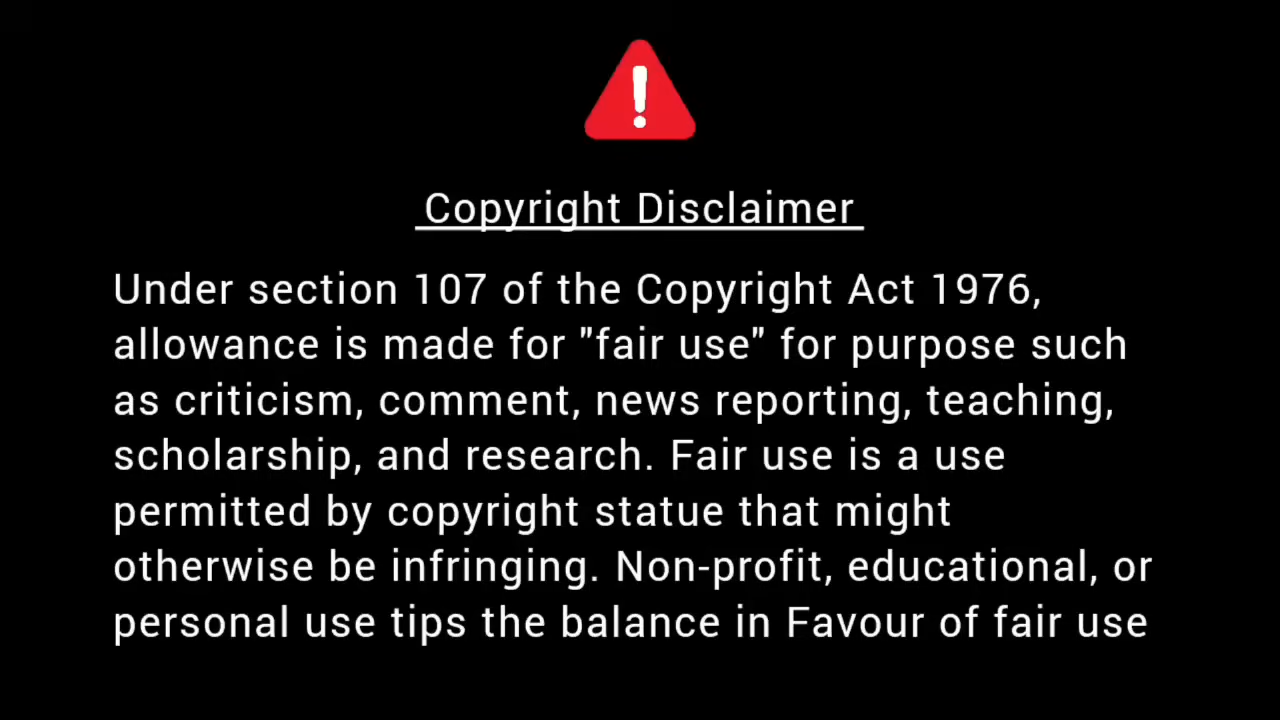 Copyright Disclaimer
Under section 107 of the Copyright Act 1976,
allowance is made for "fair use" for purpose such
as criticism, comment, news reporting, teaching,
scholarship, and research. Fair use is a use
permitted by copyright statue that might
otherwise be infringing. Non-profit, educational, or
personal use tips the balance in Favour of fair use